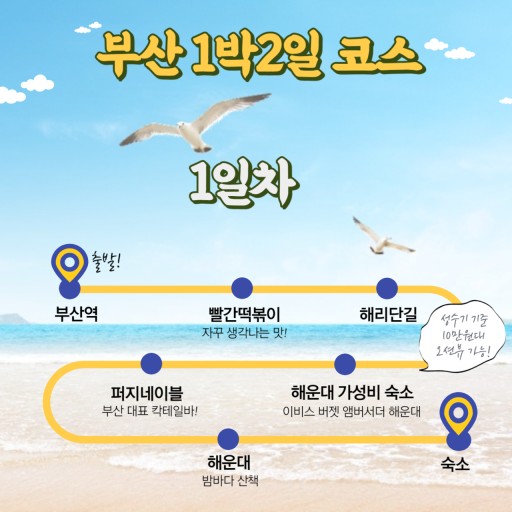 부산 1박2일 코스
1일차
출발!
부산역
빨간떡볶이
자꾸 생각나는 맛!
해리단길
성수기 기준
10만원대
오션뷰 가능!
퍼지네이블
부산 대표 칵테일바!
해운대 가성비 숙소
이비스 버젯 앰버서더 해운대
해운대
밤바다 산책
숙소